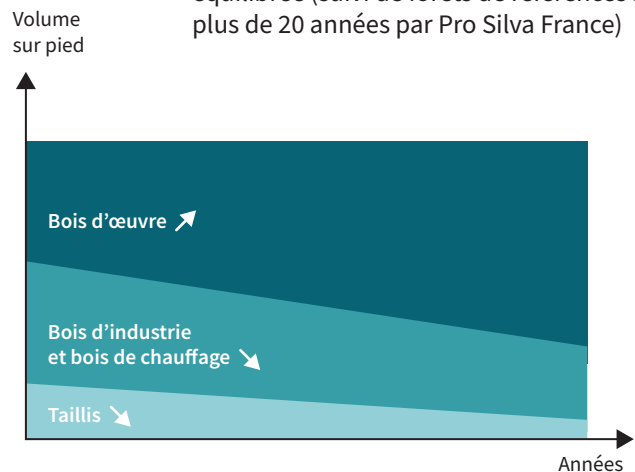 plus de 20 années par Pro Silva France)
Volume
sur pied
Bois d'œuvre
Bois d'industrie
et bois de chauffage
Taillis
Années